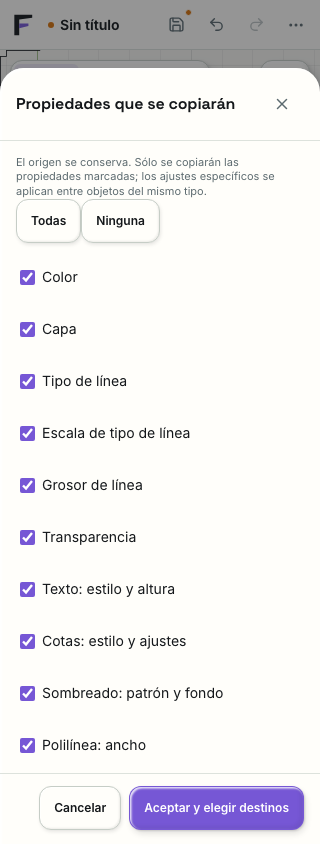 Sin título
Propiedades que se copiarán
El origen se conserva. Sólo se copiarán las
propiedades marcadas; los ajustes específicos se
aplican entre objetos del mismo tipo.
Todas
Ninguna
Color
Capa
Tipo de línea
Escala de tipo de línea
Grosor de línea
Transparencia
Texto: estilo y altura
Cotas: estilo y ajustes
Sombreado: patrón y fondo
Polilínea: ancho
Cancelar
Aceptar y elegir destinos